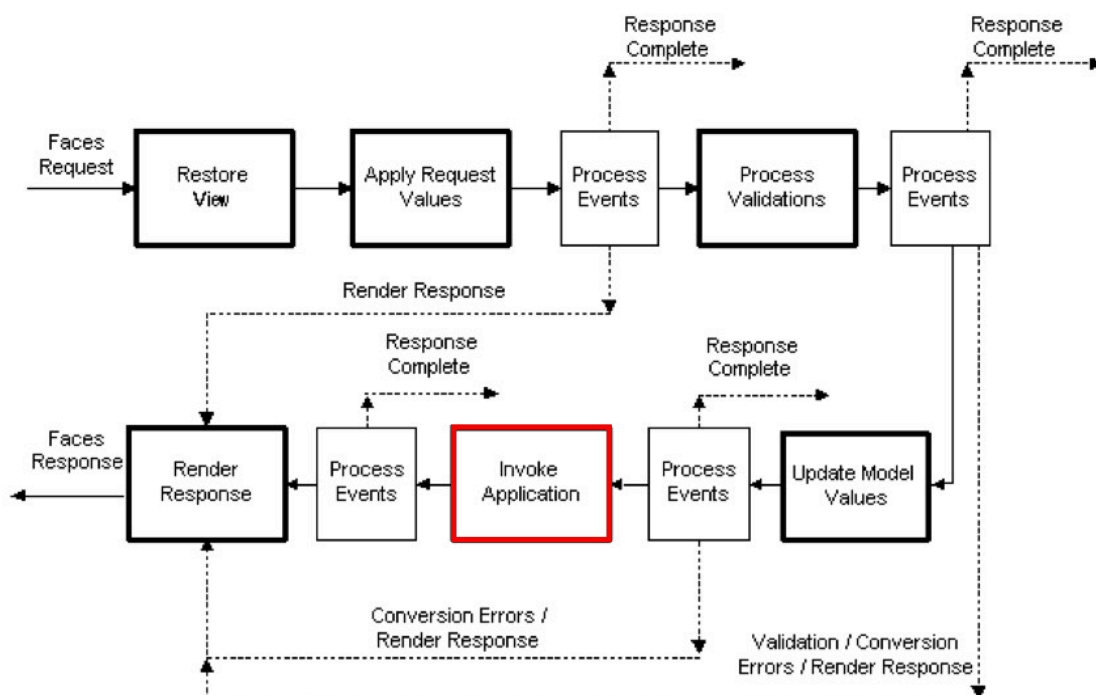 Response
Complete
Response
Complete
Faces
Request
Restore
View
Apply Request
Values
Process
Events
Process
Validations
Process
Events
Render Response
Response
Complete
Response
Complete
Faces
Response
Render
Response
Process
Events
Invoke
Application
Process
Events
Update Model
Values
Conversion Errors /
Render Response
Validation / Conversion
Errors / Render Response